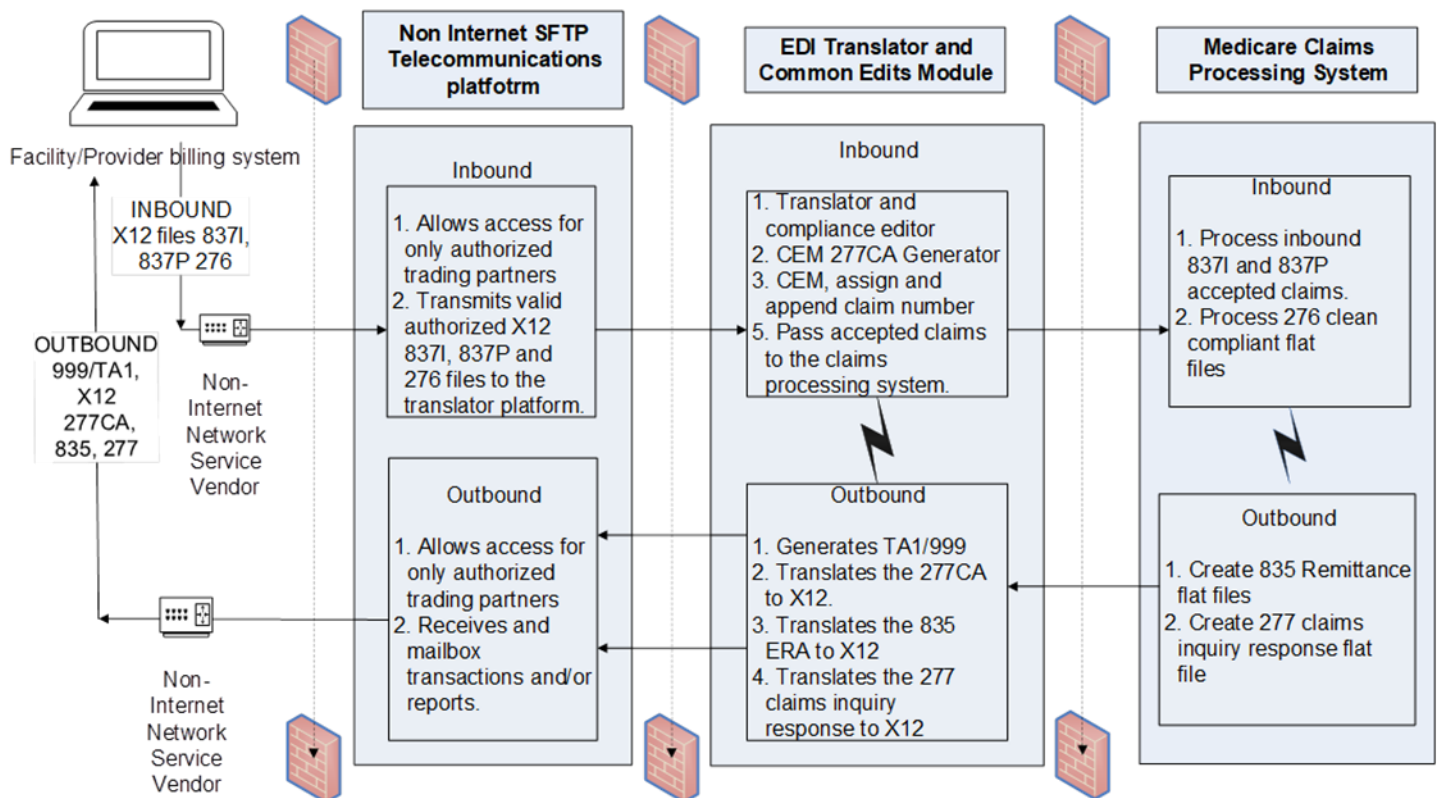 Non Internet SFTP
Telecommunications
platfotrm
EDI Translator and
Common Edits Module
Medicare Claims
Processing System
Facility/Provider billing system
INBOUND
X12 files 837I,
837P 276
OUTBOUND
999/TA1,
X12
277CA,
835, 277
Non-
Internet
Network
Service
Vendor
Non-
Internet
Network
Service
Vendor
Inbound
1. Allows access for
only authorized
trading partners
2. Transmits valid
authorized X12
837I, 837P and
276 files to the
translator platform.
Outbound
1. Allows access for
only authorized
trading partners
2. Receives and
mailbox
transactions and/or
reports.
Inbound
1. Translator and
compliance editor
2. CEM 277CA Generator
3. CEM, assign and
append claim number
5. Pass accepted claims
to the claims
processing system.
Outbound
1. Generates TA1/999
2. Translates the 277CA
to X12.
3. Translates the 835
ERA to X12
4. Translates the 277
claims inquiry
response to X12
Inbound
1. Process inbound
837I and 837P
accepted claims.
2. Process 276 clean
compliant flat
files
Outbound
1. Create 835 Remittance
flat files
2. Create 277 claims
inquiry response flat
file